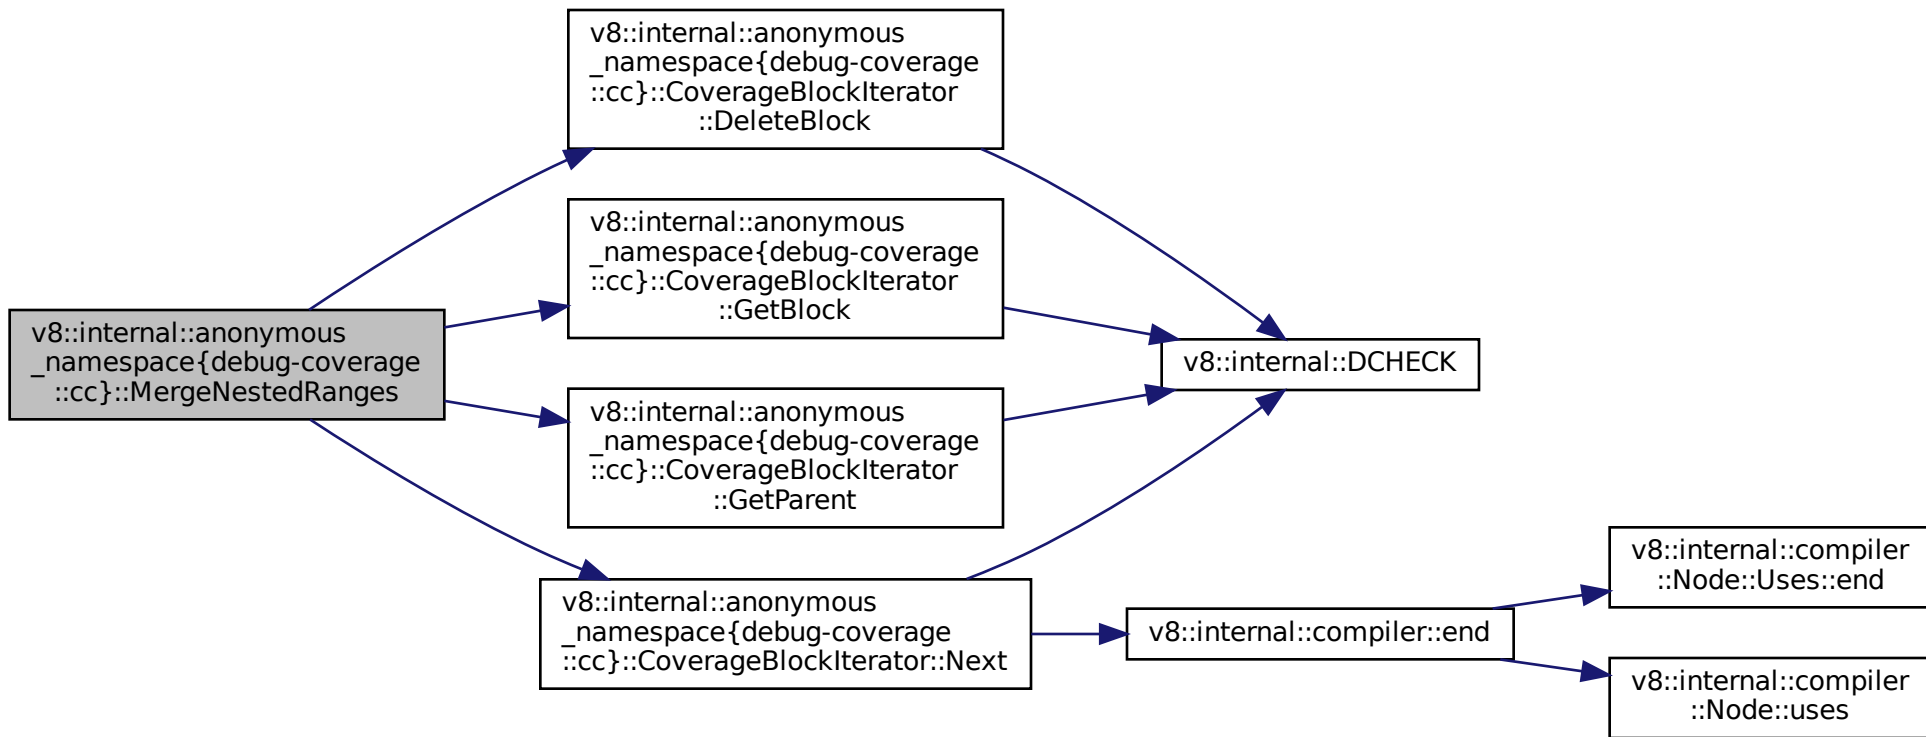 v8::internal::anonymous
_namespace{debug-coverage
::cc}::MergeNestedRanges
v8::internal::anonymous
_namespace{debug-coverage
::cc}::CoverageBlockIterator
::DeleteBlock
v8::internal::anonymous
_namespace{debug-coverage
::cc}::CoverageBlockIterator
::GetBlock
v8::internal::anonymous
_namespace{debug-coverage
::cc}::CoverageBlockIterator
::GetParent
v8::internal::anonymous
_namespace{debug-coverage
::cc}::CoverageBlockIterator::Next
v8::internal::DCHECK
v8::internal::compiler::end
v8::internal::compiler
::Node::Uses::end
v8::internal::compiler
::Node::uses